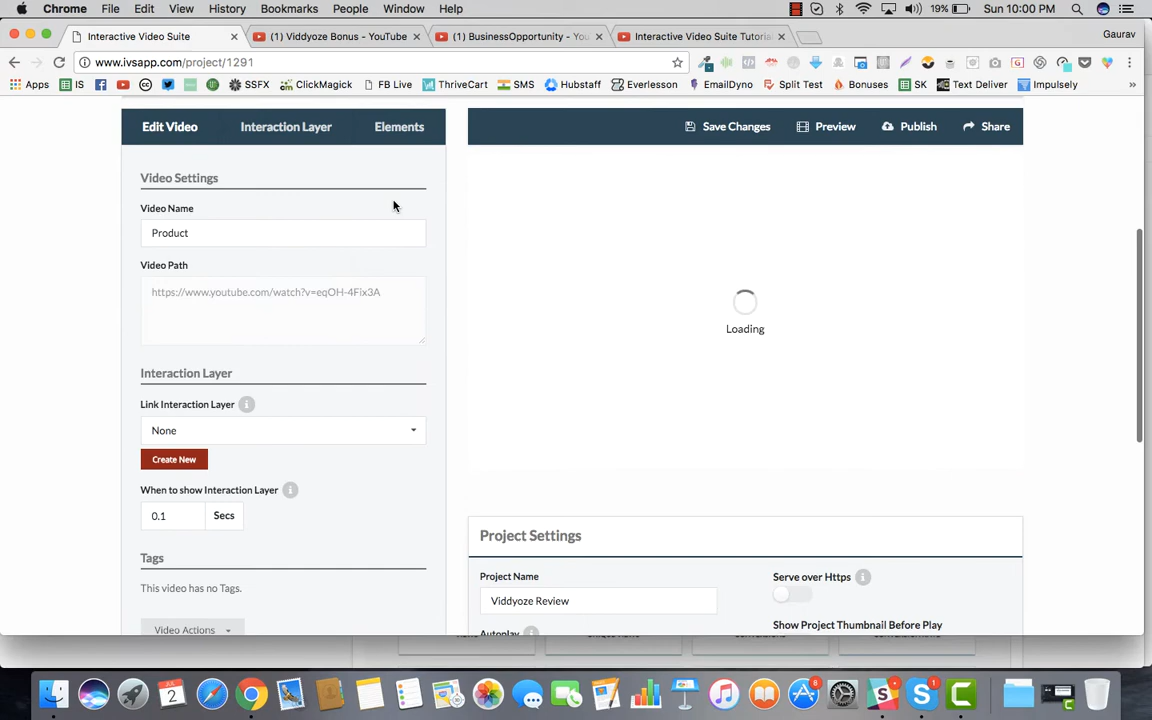 Chrome File Edit View History Bookmarks People Window Help 19% Sun 10:00 PM
Interactive Video Suite (1) Viddyoze Bonus - YouTube (1) BusinessOpportunity - You Interactive Video Suite Tutorial Gaurav
www.ivsapp.com/project/1291
Apps IS SSFX ClickMagick FB Live ThriveCart SMS Hubstaff Everlesson EmailDyno Split Test Bonuses SK Text Deliver Impulsely
Edit Video Interaction Layer Elements Save Changes Preview Publish Share
Video Settings
Video Name
Product
Video Path
https://www.youtube.com/watch?v=eqOH-4Fix3A
Loading
Interaction Layer
Link Interaction Layer
None
Create New
When to show Interaction Layer
0.1 Secs
Tags
This video has no Tags.
Video Actions
Project Settings
Project Name
Viddyoze Review
Autoplay
Serve over Https
Show Project Thumbnail Before Play